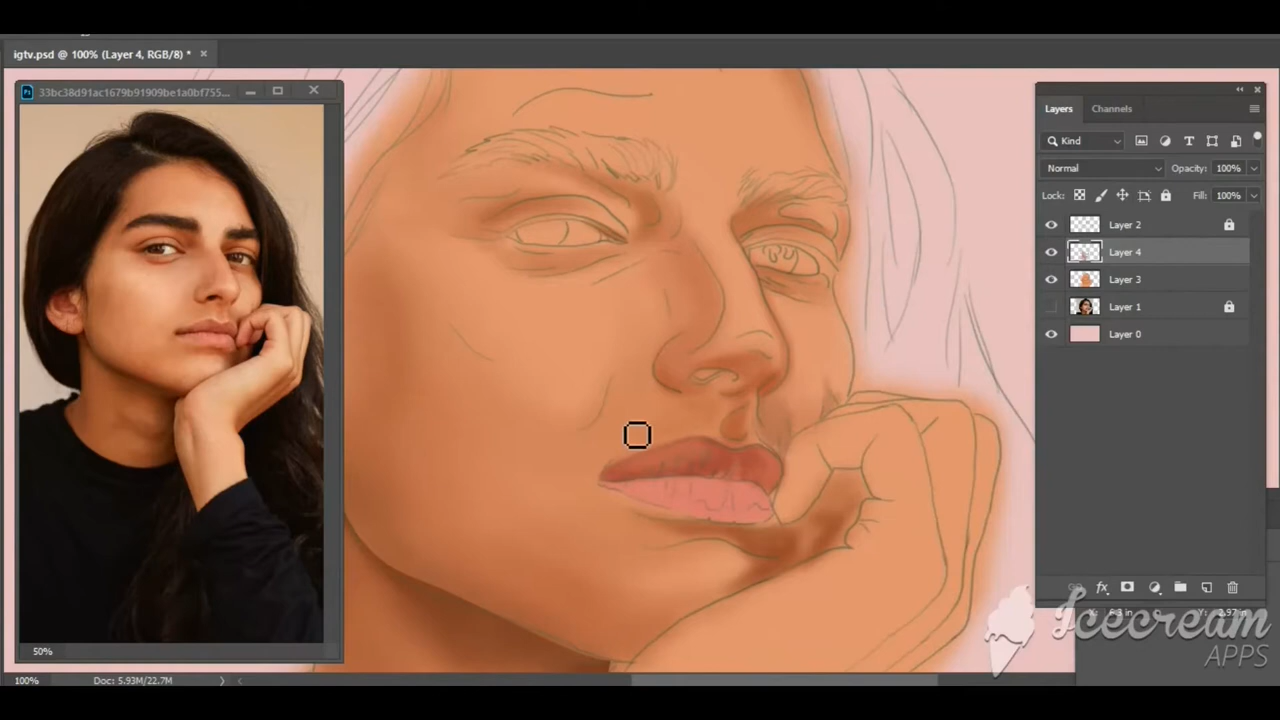 igtv.psd @ 100% (Layer 4, RGB/8) *
33bc38d91ac1679b91909be1a0bf755...
50%
100%
Doc: 5.93M/22.7M
Layers
Channels
Kind
Normal
Opacity: 100%
Lock:
Fill: 100%
Layer 2
Layer 4
Layer 3
Layer 1
Layer 0
fx
Icecream
APPS